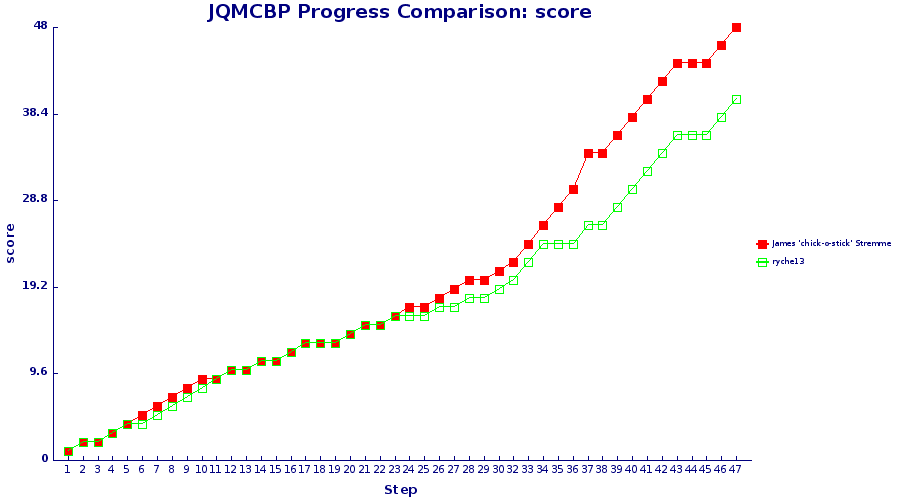 JQMCBP Progress Comparison: score
48
38.4
28.8
19.2
9.6
0
score
1 2 3 4 5 6 7 8 9 10 11 12 13 14 15 16 17 18 19 20 21 22 23 24 25 26 27 28 29 30 32 33 34 35 36 37 38 39 40 41 42 43 44 45 46 47
Step
James 'chick-o-stick' Stremme
ryche13